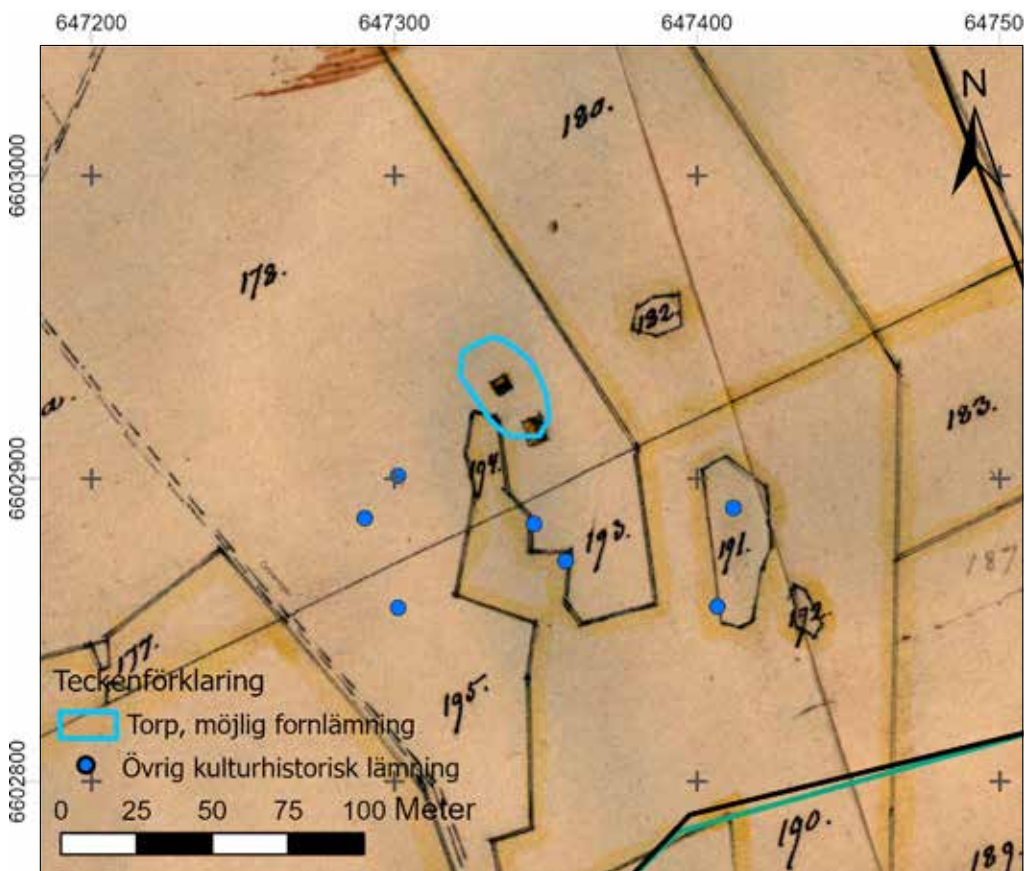 647200 647300 647400 64750
6603000
6602900
6602800
N
180.
178.
182.
a.
183.
194.
193.
191.
187
192
177.
195.
190.
189.
Teckenförklaring
Torp, möjlig fornlämning
Övrig kulturhistorisk lämning
0 25 50 75 100 Meter